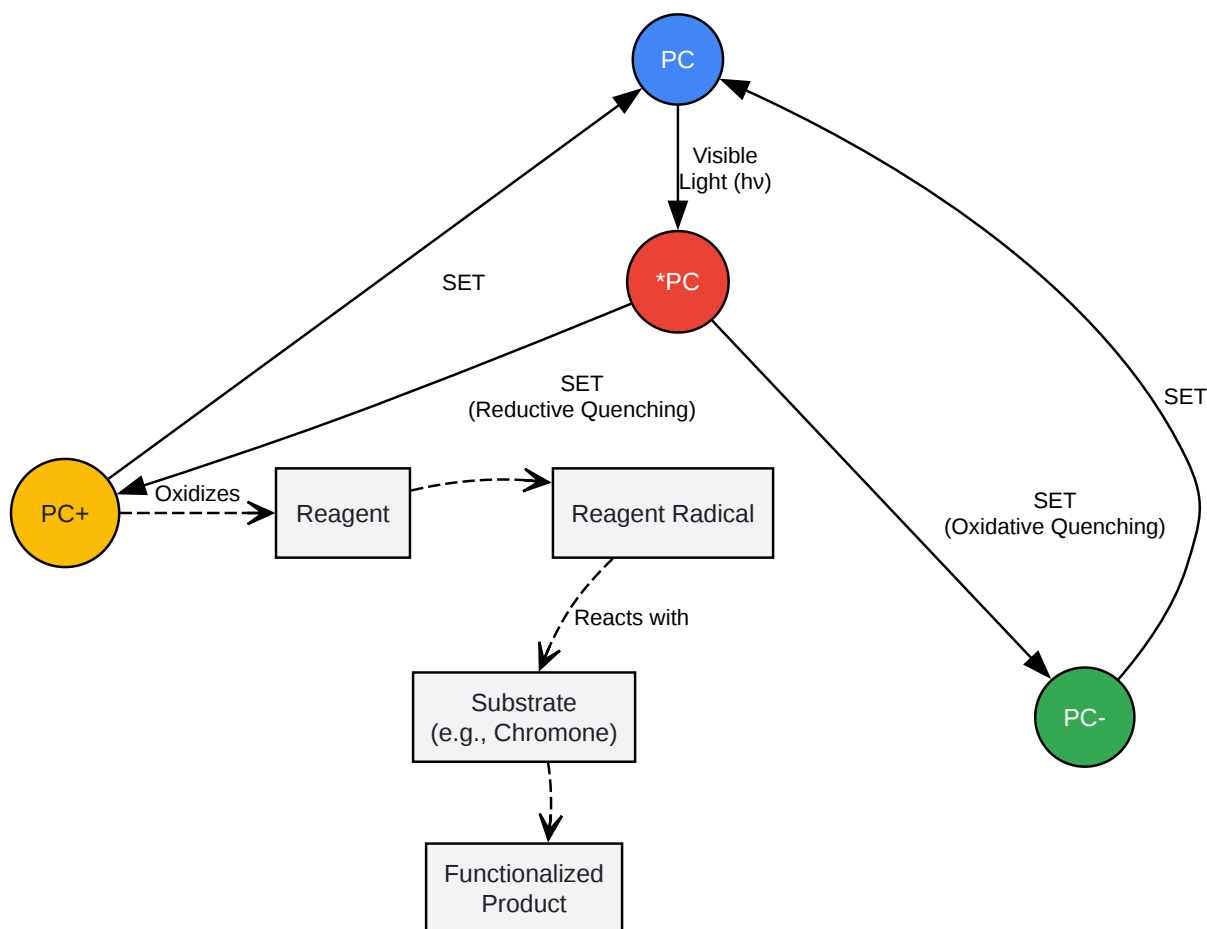 PC
Visible
Light (hν)
*PC
SET
SET
(Reductive Quenching)
SET
PC+
Oxidizes
Reagent
Reagent Radical
SET
(Oxidative Quenching)
Reacts with
Substrate
(e.g., Chromone)
PC-
Functionalized
Product